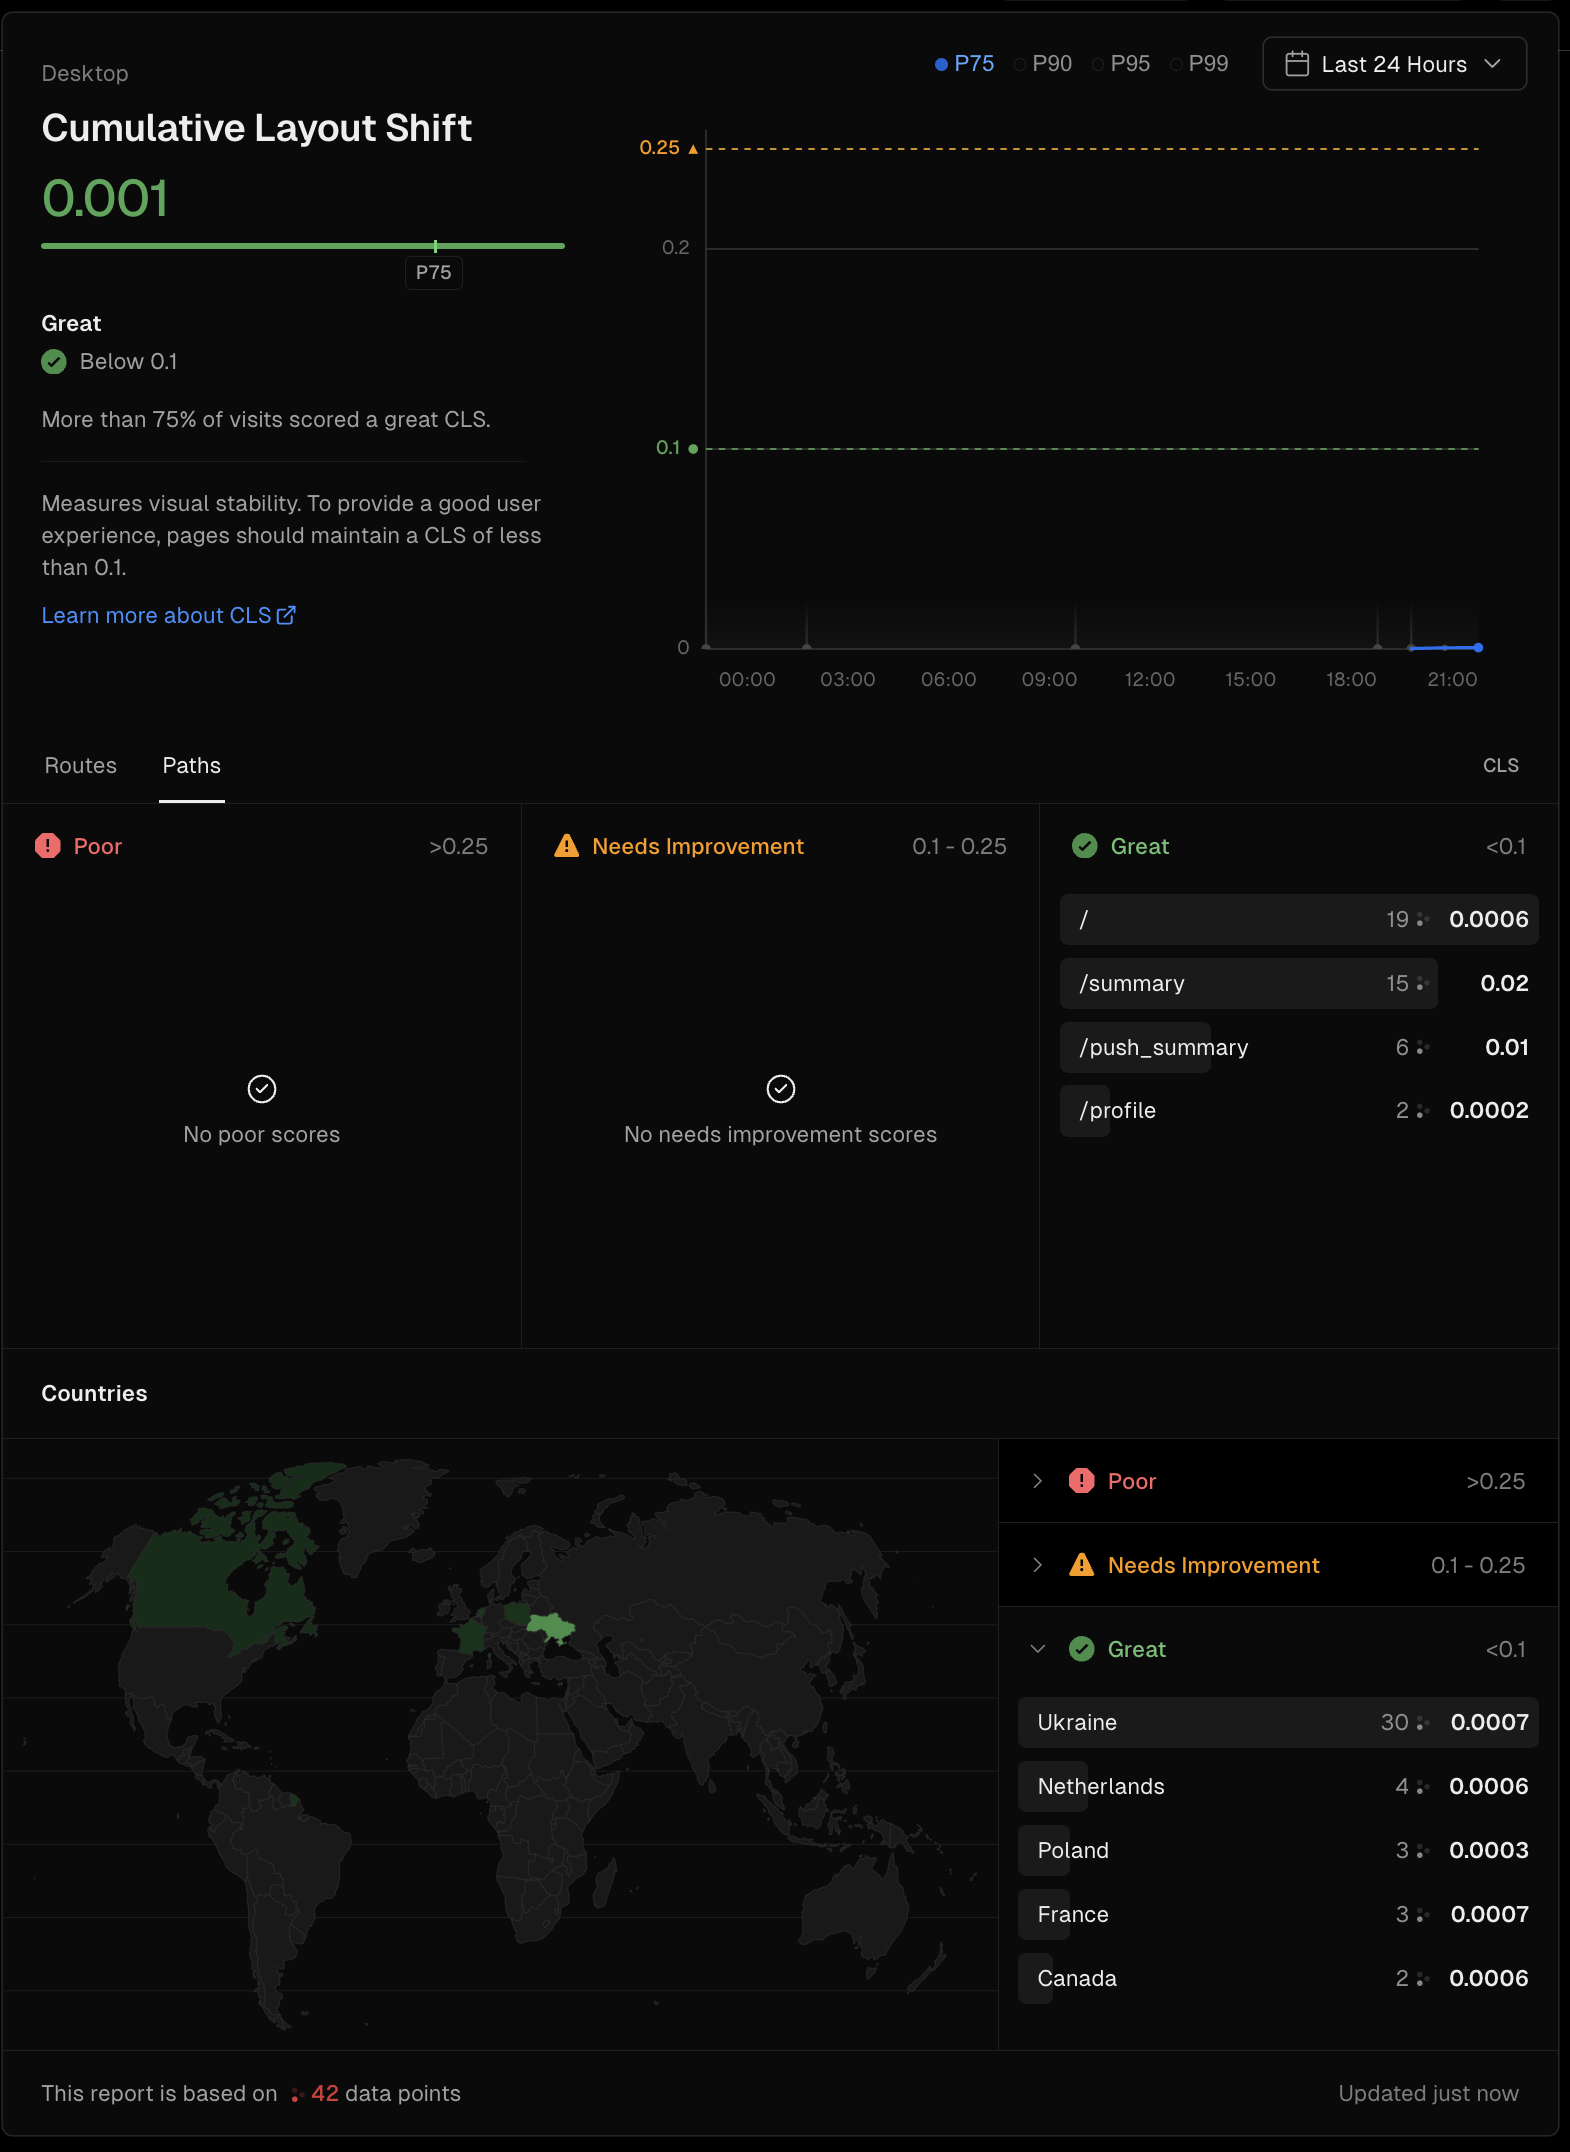 Desktop
Cumulative Layout Shift
0.001
P75
Great
Below 0.1
More than 75% of visits scored a great CLS.
Measures visual stability. To provide a good user
experience, pages should maintain a CLS of less
than 0.1.
Learn more about CLS
P75 P90 P95 P99 Last 24 Hours
0.25
0.2
0.1
0
00:00 03:00 06:00 09:00 12:00 15:00 18:00 21:00
Routes Paths CLS
Poor >0.25
No poor scores
Needs Improvement 0.1 - 0.25
No needs improvement scores
Great <0.1
/ 19 0.0006
/summary 15 0.02
/push_summary 6 0.01
/profile 2 0.0002
Countries
Poor >0.25
Needs Improvement 0.1 - 0.25
Great <0.1
Ukraine 30 0.0007
Netherlands 4 0.0006
Poland 3 0.0003
France 3 0.0007
Canada 2 0.0006
This report is based on 42 data points
Updated just now